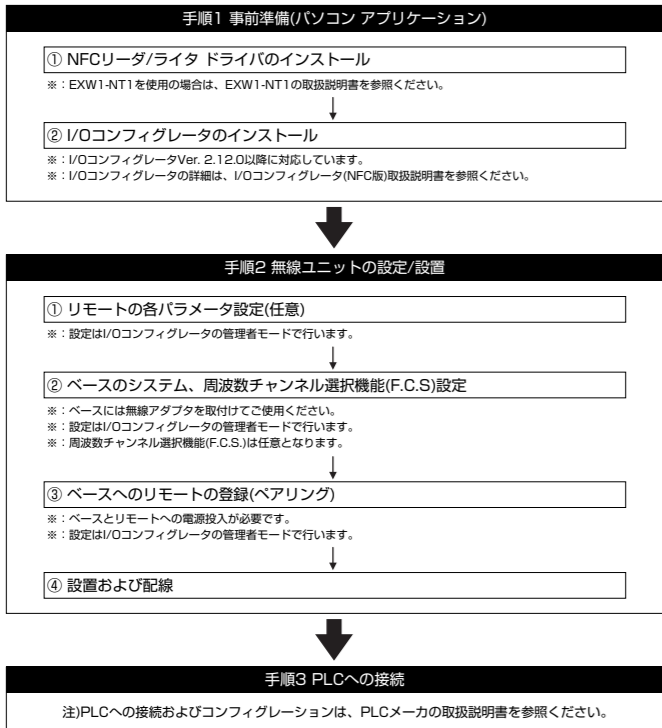 手順1 事前準備(パソコン アプリケーション)
① NFCリーダ/ライタ ドライバのインストール
※：EXW1-NT1を使用の場合は、EXW1-NT1の取扱説明書を参照ください。
② I/Oコンフィグレータのインストール
※：I/OコンフィグレータVer. 2.12.0以降に対応しています。
※：I/Oコンフィグレータの詳細は、I/Oコンフィグレータ(NFC版)取扱説明書を参照ください。
手順2 無線ユニットの設定/設置
① リモートの各パラメータ設定(任意)
※：設定はI/Oコンフィグレータの管理者モードで行います。
② ベースのシステム、周波数チャンネル選択機能(F.C.S)設定
※：ベースには無線アダプタを取付けてご使用ください。
※：設定はI/Oコンフィグレータの管理者モードで行います。
※：周波数チャンネル選択機能(F.C.S.)は任意となります。
③ ベースへのリモートの登録(ペアリング)
※：ベースとリモートへの電源投入が必要です。
※：設定はI/Oコンフィグレータの管理者モードで行います。
④ 設置および配線
手順3 PLCへの接続
注)PLCへの接続およびコンフィグレーションは、PLCメーカの取扱説明書を参照ください。